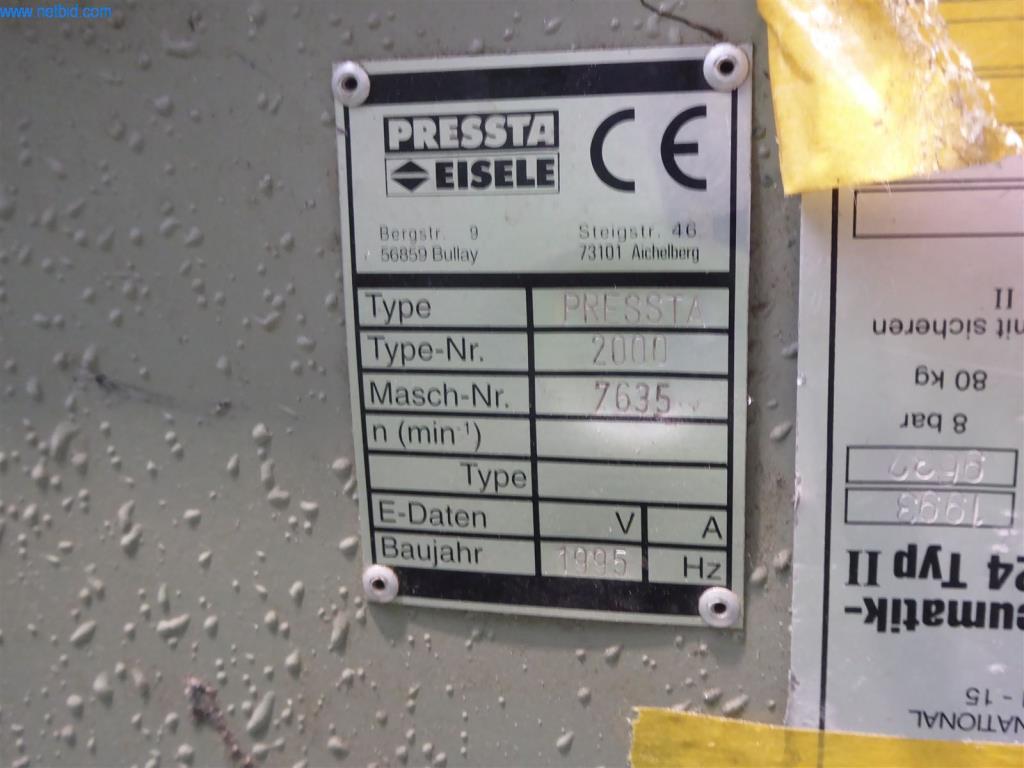 www.netbid.com
PRESSTA
EISELE
CE
Bergstr. 9 Steigstr. 46
56859 Bullay 73101 Aichelberg
Type PRESSTA
Type-Nr. 2000
Masch-Nr. 7635
n (min⁻¹)
Type
E-Daten V A
Baujahr 1995 Hz
NATIONAL
- 15
eumatik-
24 Typ II
1993
8 bar
80 kg
mit sicheren
II